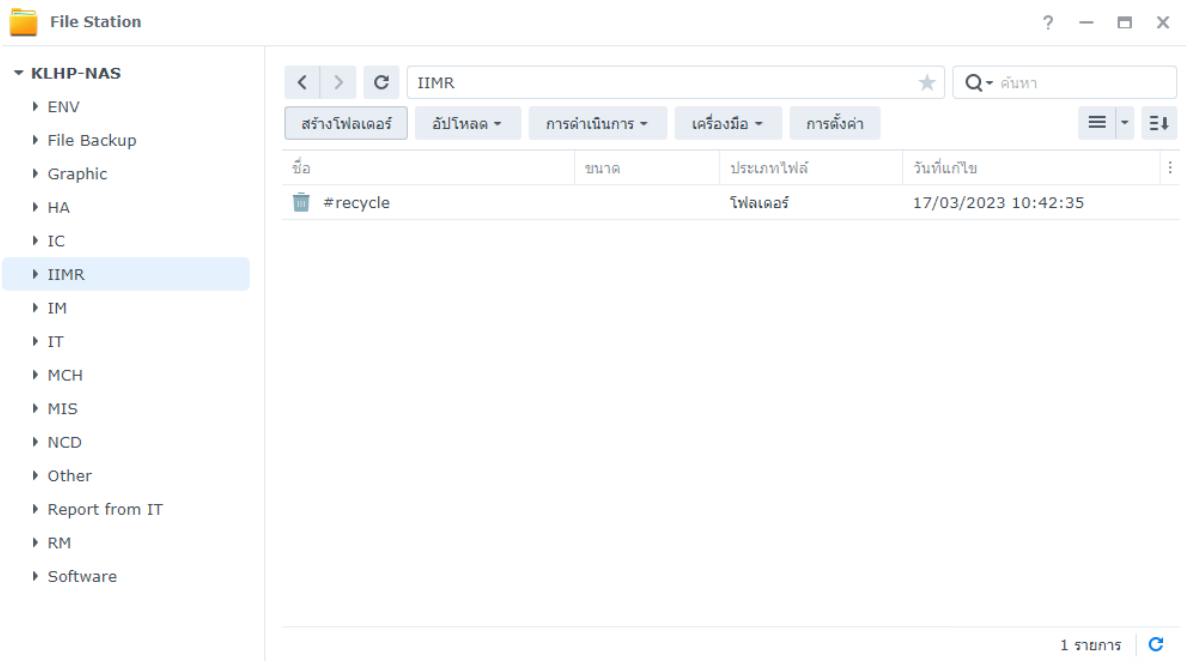 File Station
KLHP-NAS
ENV
File Backup
Graphic
HA
IC
IIMR
IM
IT
MCH
MIS
NCD
Other
Report from IT
RM
Software
IIMR
ค้นหา
สร้างโฟลเดอร์ อัปโหลด การดำเนินการ เครื่องมือ การตั้งค่า
ชื่อ ขนาด ประเภทไฟล์ วันที่แก้ไข
#recycle โฟลเดอร์ 17/03/2023 10:42:35
1 รายการ